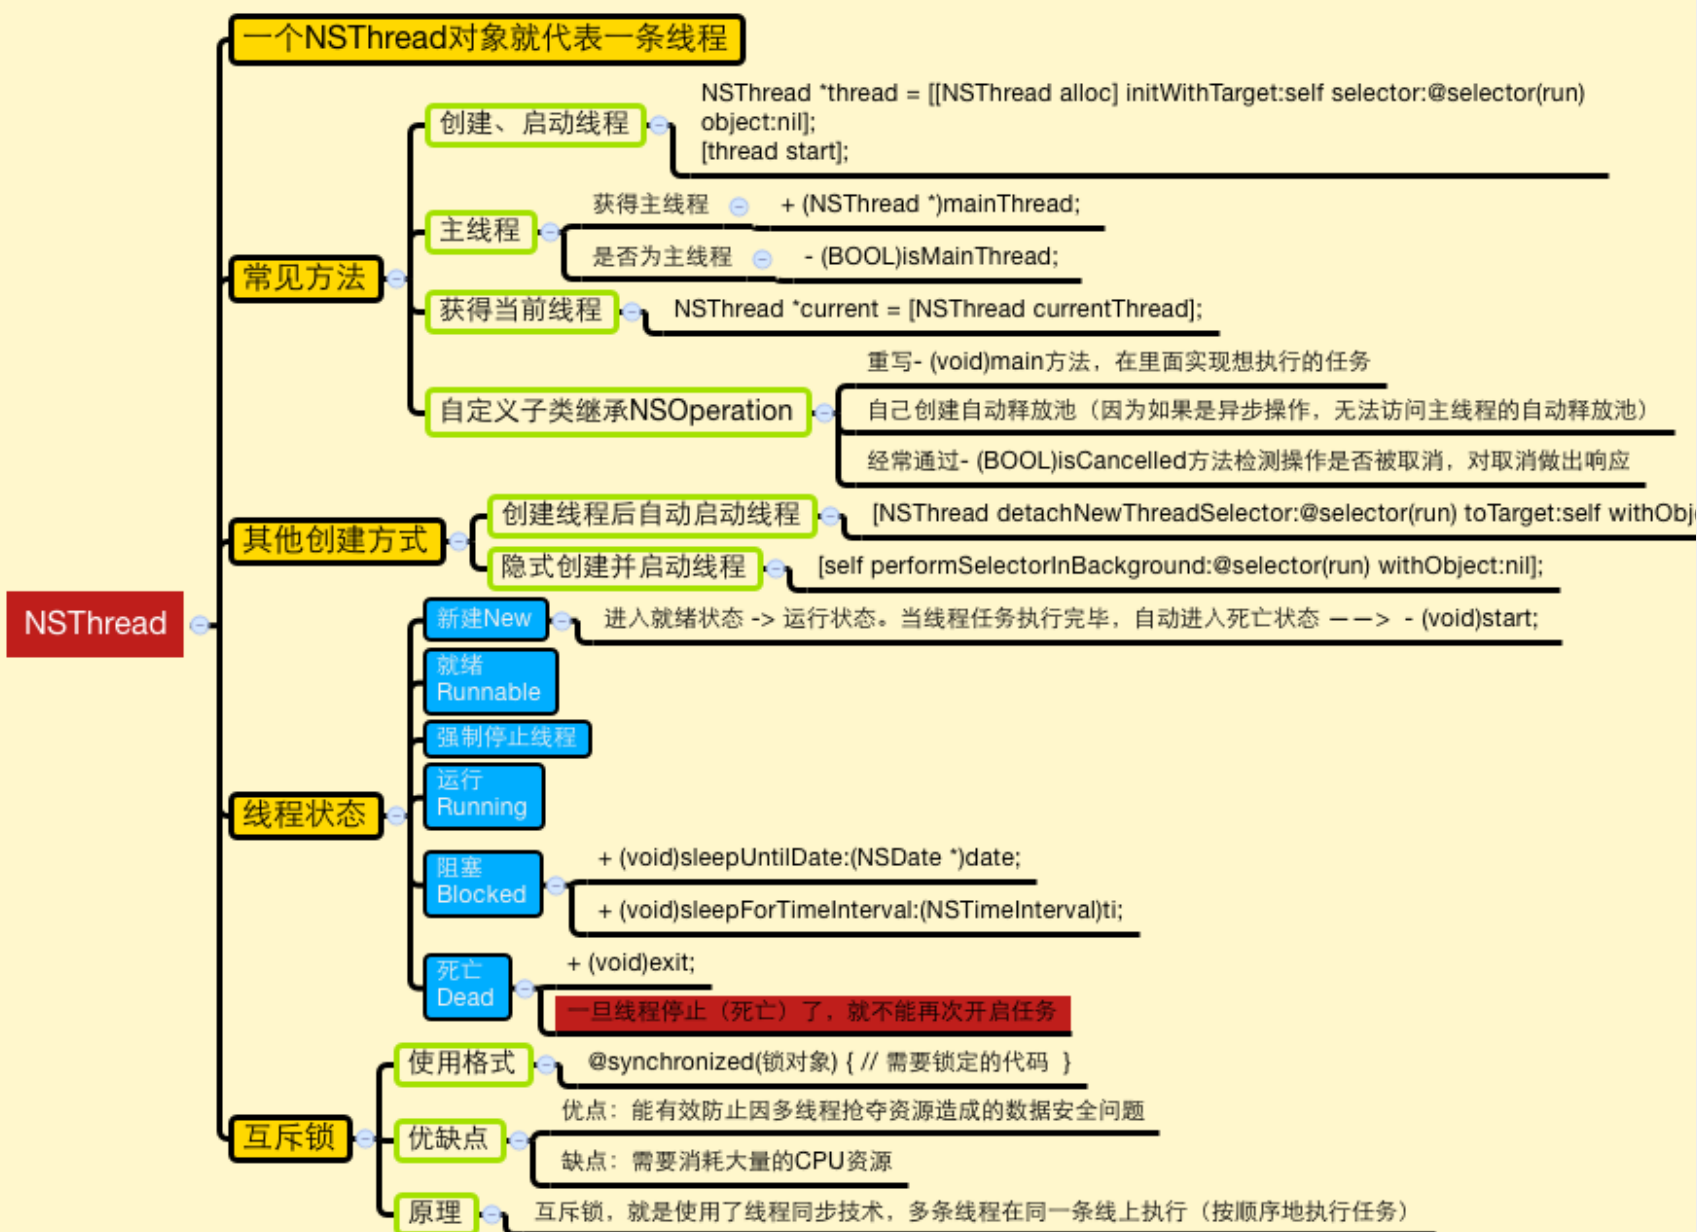 一个NSThread对象就代表一条线程
NSThread *thread = [[NSThread alloc] initWithTarget:self selector:@selector(run)
object:nil];
[thread start];
创建、启动线程
获得主线程
+ (NSThread *)mainThread;
主线程
是否为主线程
- (BOOL)isMainThread;
常见方法
获得当前线程
NSThread *current = [NSThread currentThread];
重写- (void)main方法，在里面实现想执行的任务
自定义子类继承NSOperation
自己创建自动释放池（因为如果是异步操作，无法访问主线程的自动释放池）
经常通过- (BOOL)isCancelled方法检测操作是否被取消，对取消做出响应
创建线程后自动启动线程
[NSThread detachNewThreadSelector:@selector(run) toTarget:self withObj
其他创建方式
隐式创建并启动线程
[self performSelectorInBackground:@selector(run) withObject:nil];
NSThread
新建New
进入就绪状态 -> 运行状态。当线程任务执行完毕，自动进入死亡状态 ——> - (void)start;
就绪
Runnable
强制停止线程
运行
Running
线程状态
阻塞
Blocked
+ (void)sleepUntilDate:(NSDate *)date;
+ (void)sleepForTimeInterval:(NSTimeInterval)ti;
死亡
Dead
+ (void)exit;
一旦线程停止（死亡）了，就不能再次开启任务
使用格式
@synchronized(锁对象) { // 需要锁定的代码  }
互斥锁
优缺点
优点：能有效防止因多线程抢夺资源造成的数据安全问题
缺点：需要消耗大量的CPU资源
原理
互斥锁，就是使用了线程同步技术，多条线程在同一条线上执行（按顺序地执行任务）